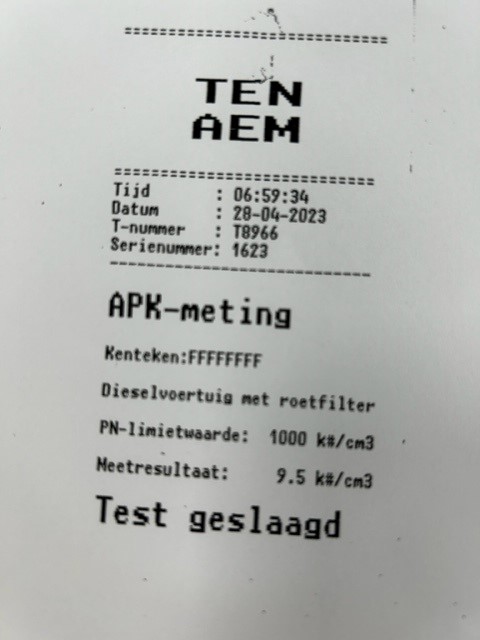 ==============================
TEN
AEM
==============================
Tijd : 06:59:34
Datum : 28-04-2023
T-nummer : T8966
Serienummer: 1623
------------------------------
APK-meting
Kenteken:FFFFFFFF
Dieselvoertuig met roetfilter
PN-limietwaarde: 1000 k#/cm3
Meetresultaat: 9.5 k#/cm3
Test geslaagd